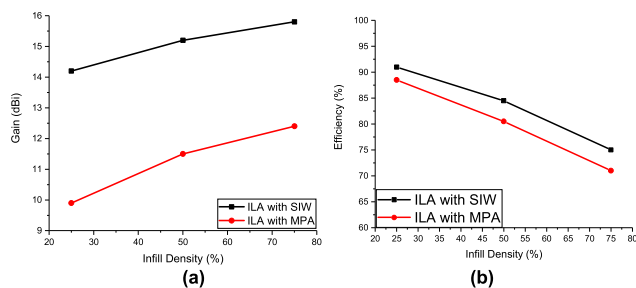 16
15
14
13
12
11
10
9
Gain (dBi)
20 30 40 50 60 70 80
Infill Density (%)
ILA with SIW
ILA with MPA
(a)
100
95
90
85
80
75
70
65
60
Efficiency (%)
20 25 30 35 40 45 50 55 60 65 70 75 80
Infill Density (%)
ILA with SIW
ILA with MPA
(b)